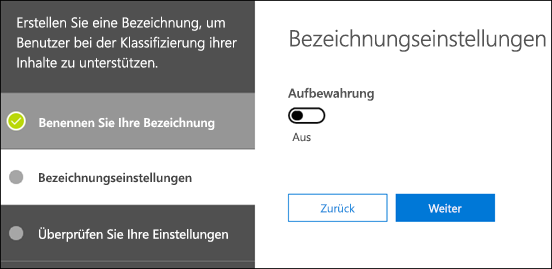 Erstellen Sie eine Bezeichnung, um
Benutzer bei der Klassifizierung ihrer
Inhalte zu unterstützen.
Benennen Sie Ihre Bezeichnung
Bezeichnungseinstellungen
Überprüfen Sie Ihre Einstellungen
Bezeichnungseinstellungen
Aufbewahrung
Aus
Zurück
Weiter